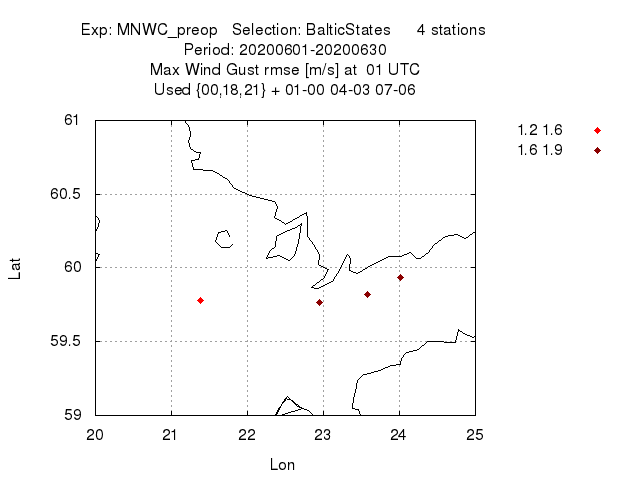 Exp: MNWC_preop   Selection: BalticStates      4 stations
Period: 20200601-20200630
Max Wind Gust rmse [m/s] at  01 UTC
Used {00,18,21} + 01-00 04-03 07-06
1.2 1.6
1.6 1.9
61
60.5
60
59.5
59
Lat
20 21 22 23 24 25
Lon